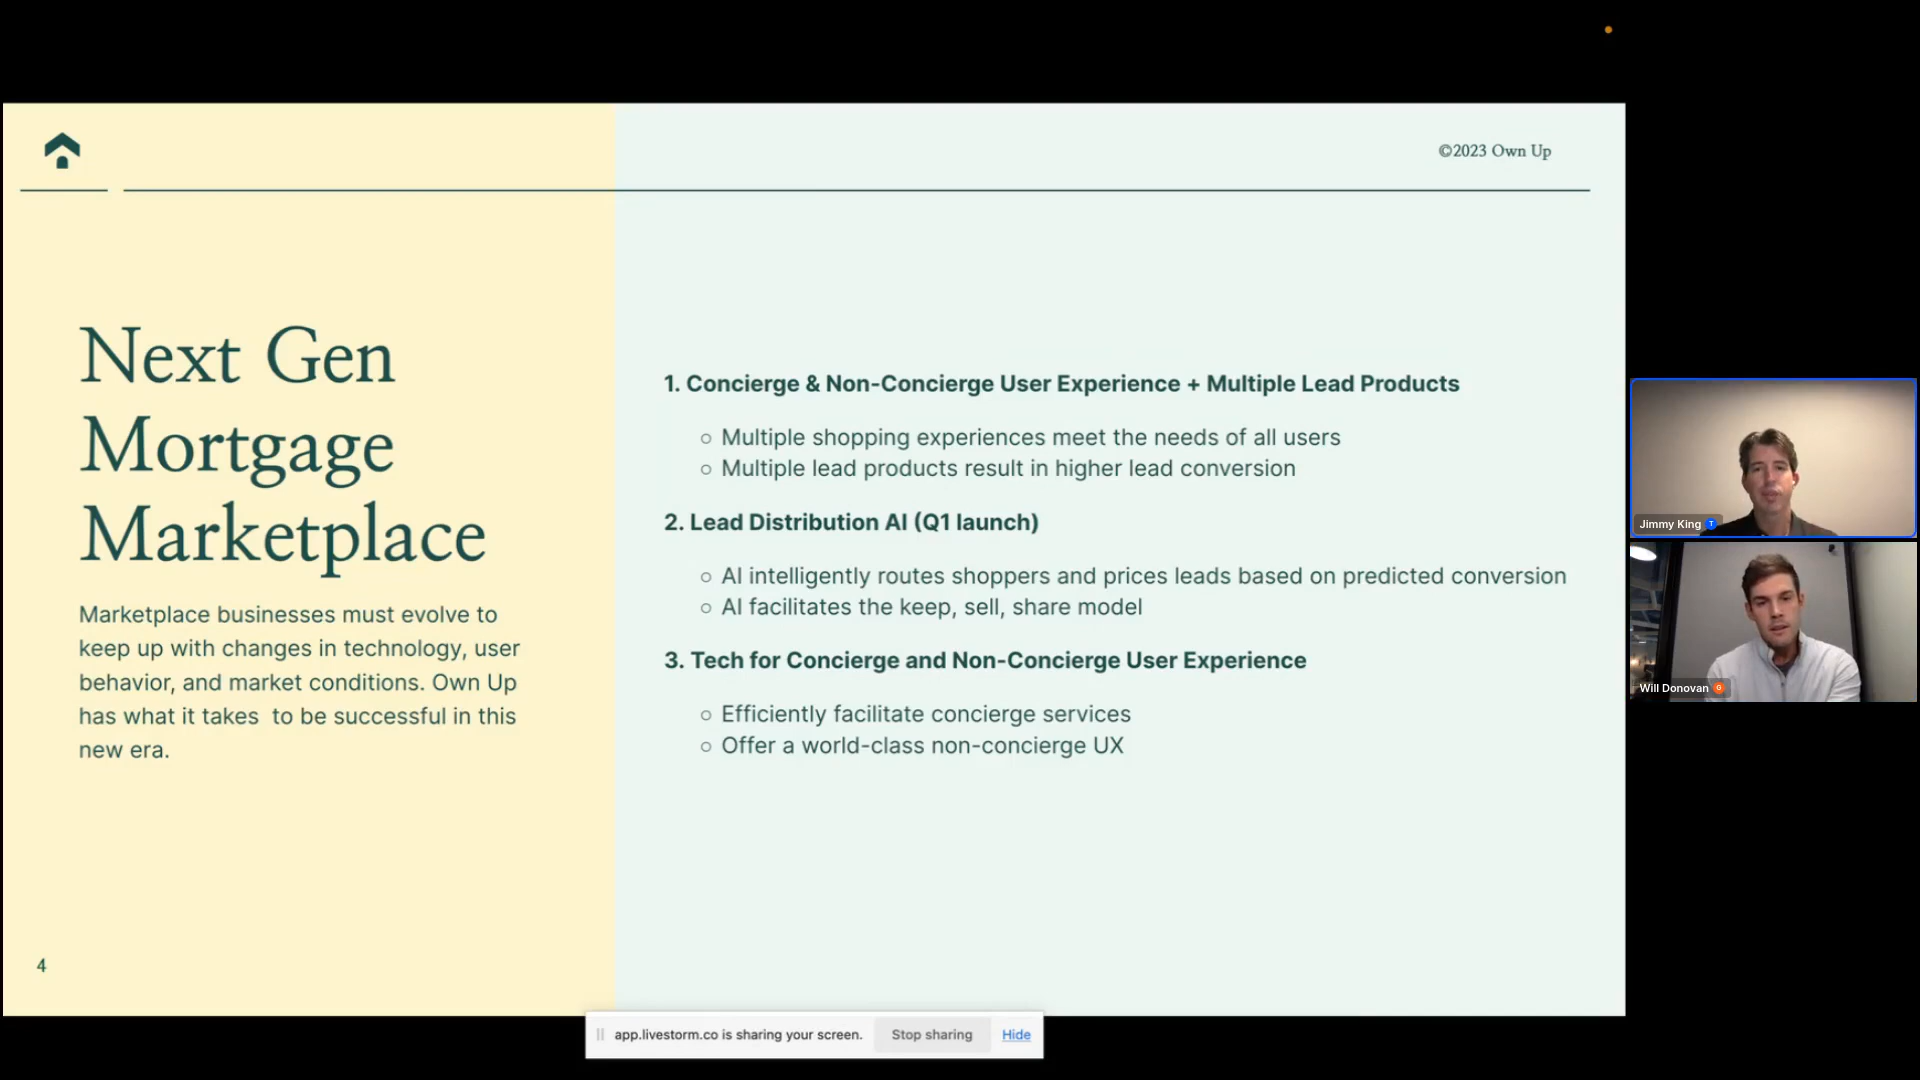 ©2023 Own Up
Next Gen
Mortgage
Marketplace
Marketplace businesses must evolve to
keep up with changes in technology, user
behavior, and market conditions. Own Up
has what it takes  to be successful in this
new era.
4
1. Concierge & Non-Concierge User Experience + Multiple Lead Products
○ Multiple shopping experiences meet the needs of all users
○ Multiple lead products result in higher lead conversion
2. Lead Distribution AI (Q1 launch)
○ AI intelligently routes shoppers and prices leads based on predicted conversion
○ AI facilitates the keep, sell, share model
3. Tech for Concierge and Non-Concierge User Experience
○ Efficiently facilitate concierge services
○ Offer a world-class non-concierge UX
Jimmy King T
Will Donovan G
app.livestorm.co is sharing your screen. Stop sharing Hide